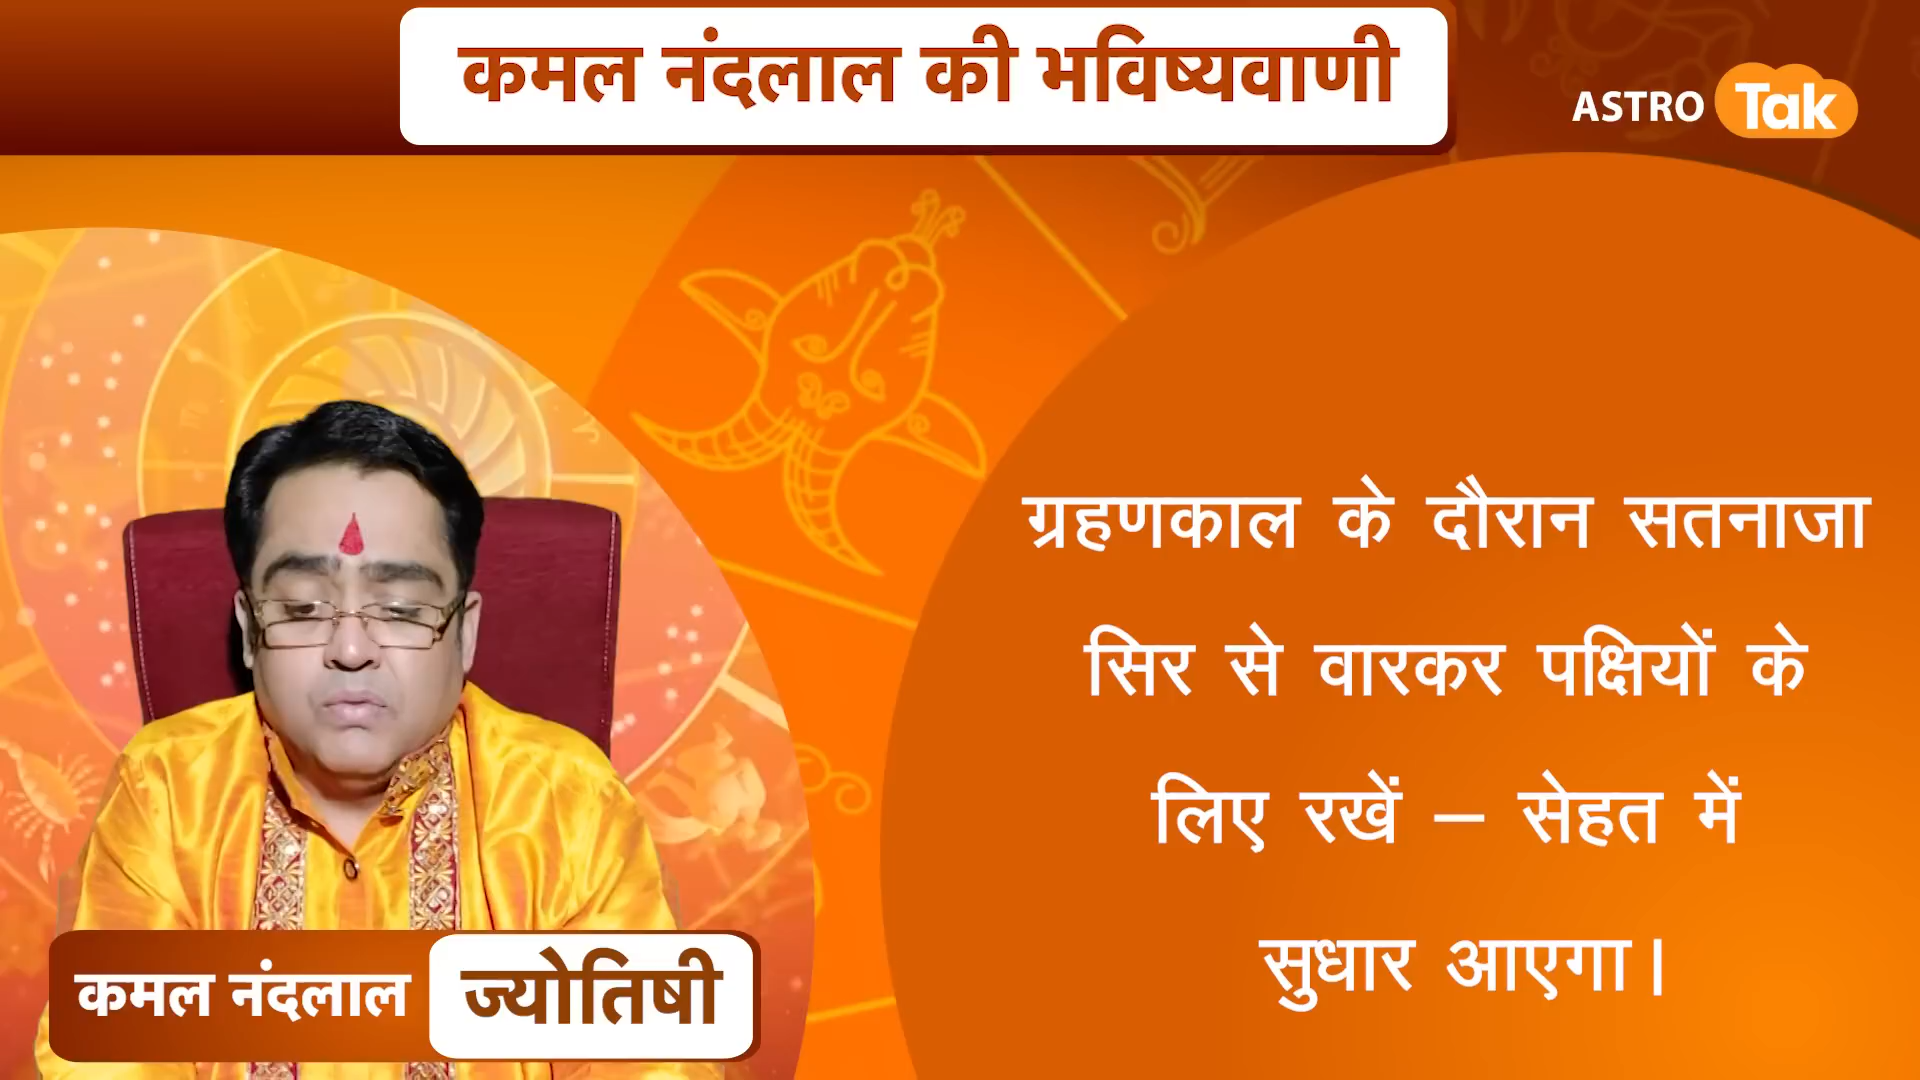 कमल नंदलाल की भविष्यवाणी
ASTRO Tak
ग्रहणकाल के दौरान सतनाजा
सिर से वारकर पक्षियों के
लिए रखें – सेहत में
सुधार आएगा।
कमल नंदलाल ज्योतिषी